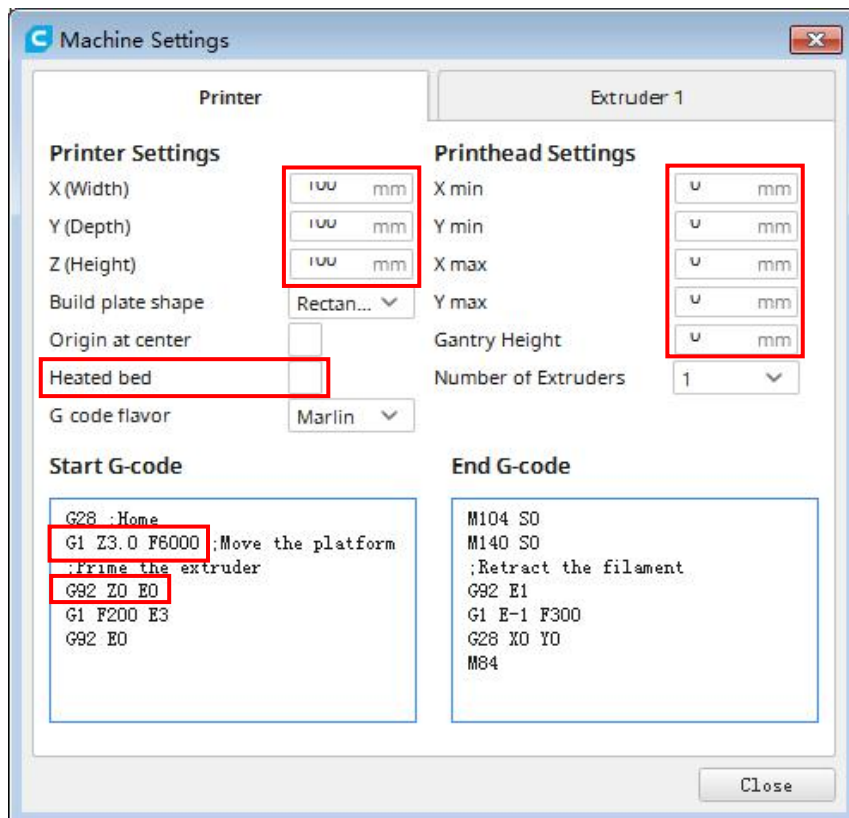 Machine Settings
Printer
Extruder 1
Printer Settings
X (Width) 100 mm
Y (Depth) 100 mm
Z (Height) 100 mm
Build plate shape Rectan...
Origin at center
Heated bed
G code flavor Marlin
Printhead Settings
X min 0 mm
Y min 0 mm
X max 0 mm
Y max 0 mm
Gantry Height 0 mm
Number of Extruders 1
Start G-code
G28 ;Home
G1 Z3.0 F6000 ;Move the platform
;Prime the extruder
G92 Z0 E0
G1 F200 E3
G92 E0
End G-code
M104 S0
M140 S0
;Retract the filament
G92 E1
G1 E-1 F300
G28 X0 Y0
M84
Close